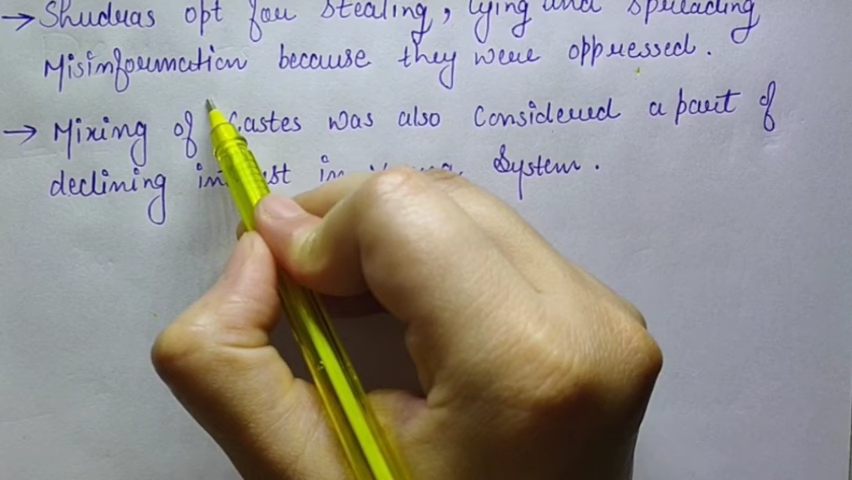 → Shudras opt for stealing, lying and spreading
Misinformation because they were oppressed.
→ Mixing of Castes was also Considered a part of
declining in System.